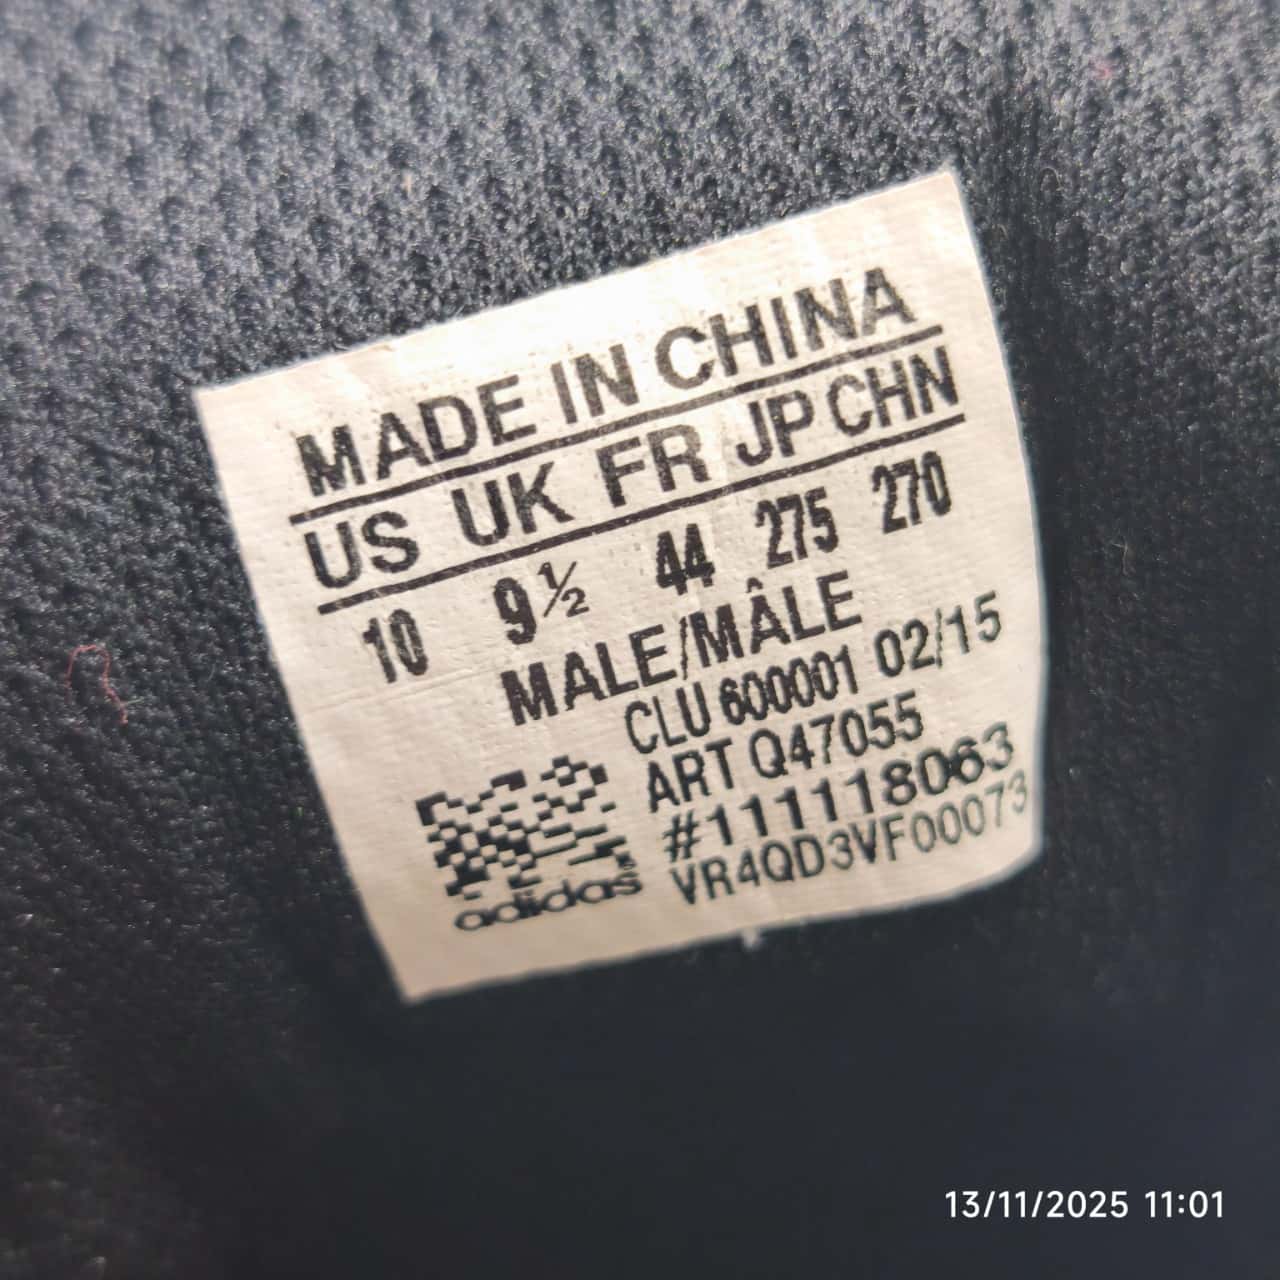 MADE IN CHINA
US UK FR JP CHN
10 9½ 44 275 270
MALE/MÂLE
CLU 600001 02/15
ART Q47055
#111118063
VR4QD3VF00073
adidas
13/11/2025 11:01